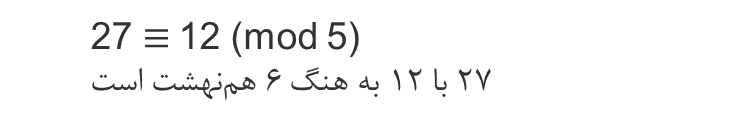 27 ≡ 12 (mod 5)
۲۷ با ۱۲ به هنگ ۶ هم‌نهشت است